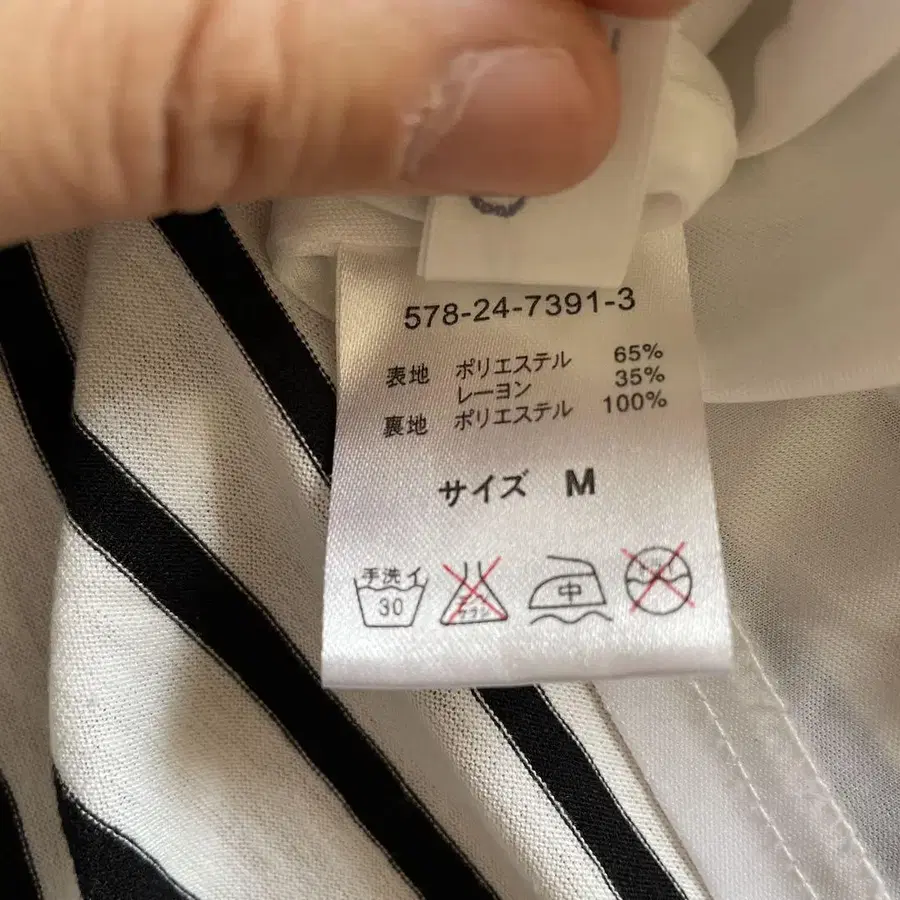 578-24-7391-3
表地 ポリエステル 65%
レーヨン 35%
裏地 ポリエステル 100%
サイズ M
手洗イ
30
中